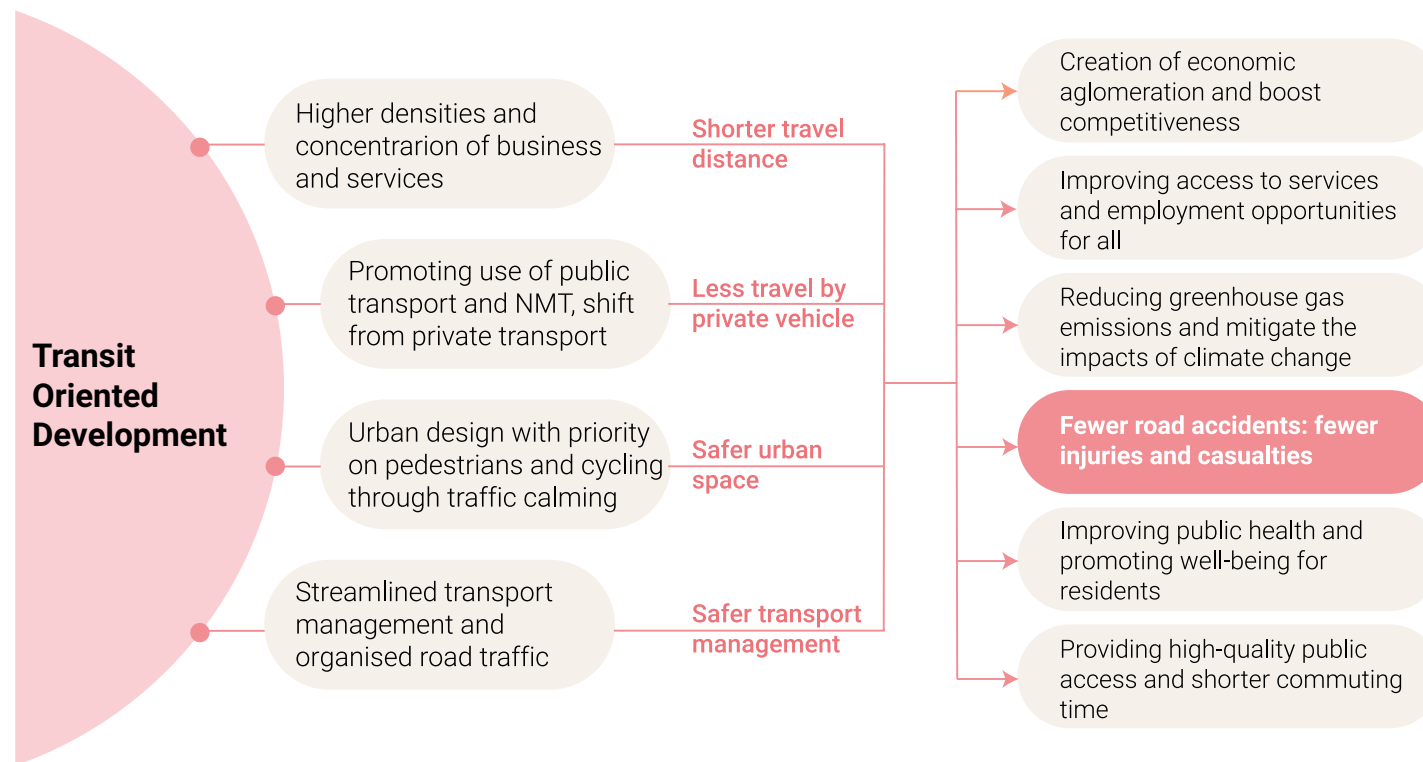 Transit
Oriented
Development
Higher densities and
concentrarion of business
and services
Shorter travel
distance
Promoting use of public
transport and NMT, shift
from private transport
Less travel by
private vehicle
Urban design with priority
on pedestrians and cycling
through traffic calming
Safer urban
space
Streamlined transport
management and
organised road traffic
Safer transport
management
Creation of economic
aglomeration and boost
competitiveness
Improving access to services
and employment opportunities
for all
Reducing greenhouse gas
emissions and mitigate the
impacts of climate change
Fewer road accidents: fewer
injuries and casualties
Improving public health and
promoting well-being for
residents
Providing high-quality public
access and shorter commuting
time